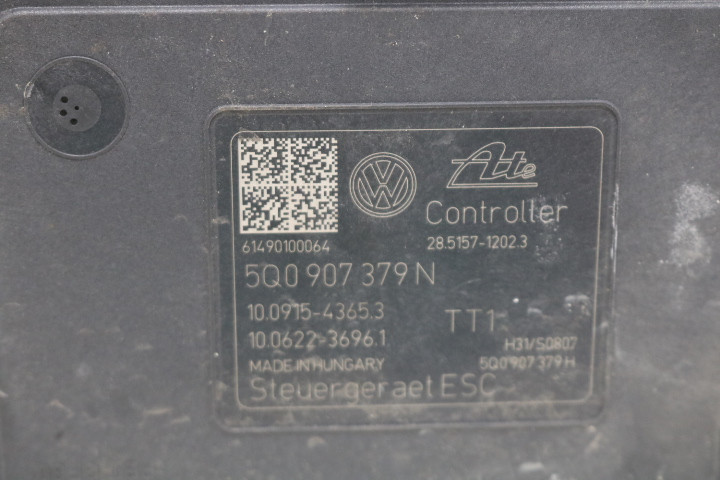 VW Ate
Controller
61490100064 28.5157-1202.3
5Q0 907 379 N
10.0915-4365.3
10.0622-3696.1 TT1
H31/S0807
MADE IN HUNGARY 5Q0 907 379 H
Steuergeraet ESC